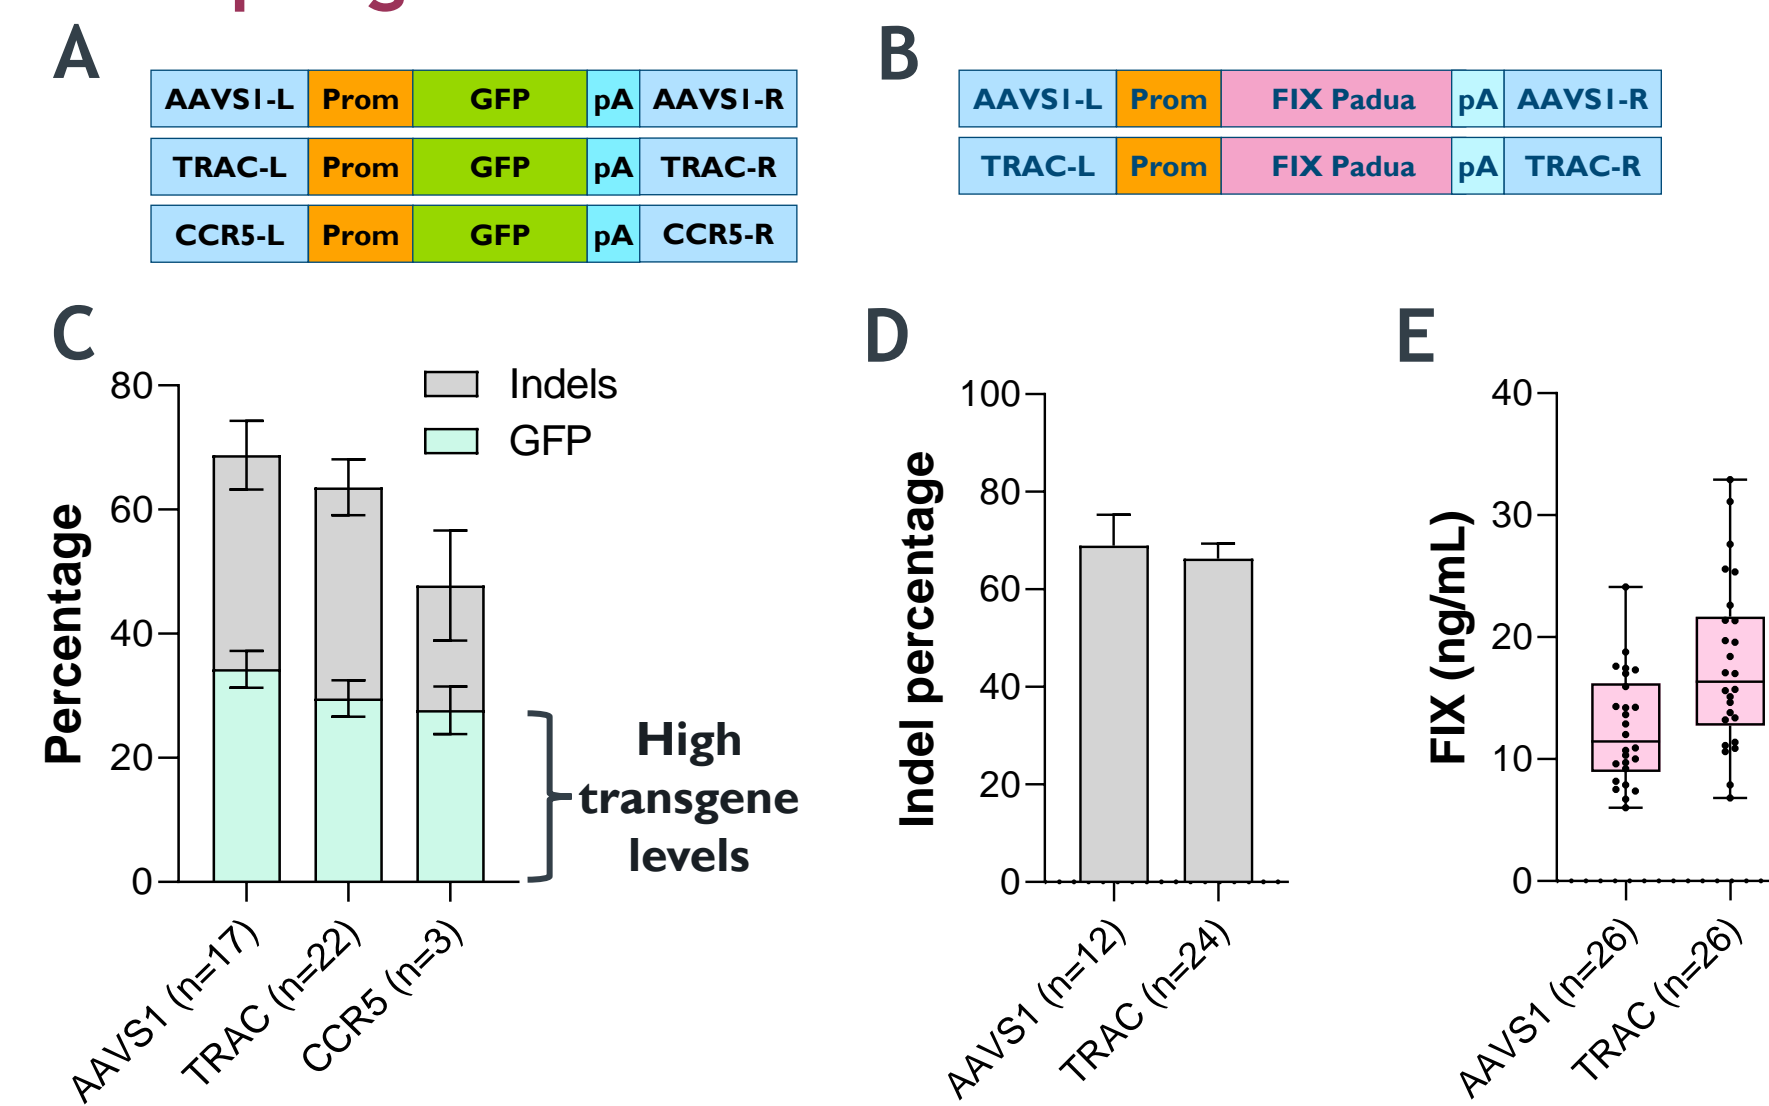 A
AAVS1-L Prom GFP pA AAVS1-R
TRAC-L Prom GFP pA TRAC-R
CCR5-L Prom GFP pA CCR5-R
B
AAVS1-L Prom FIX Padua pA AAVS1-R
TRAC-L Prom FIX Padua pA TRAC-R
C
Percentage
80
60
40
20
0
Indels
GFP
High
transgene
levels
AAVS1 (n=17)
TRAC (n=22)
CCR5 (n=3)
D
Indel percentage
100
80
60
40
20
0
AAVS1 (n=12)
TRAC (n=24)
E
FIX (ng/mL)
40
30
20
10
0
AAVS1 (n=26)
TRAC (n=26)